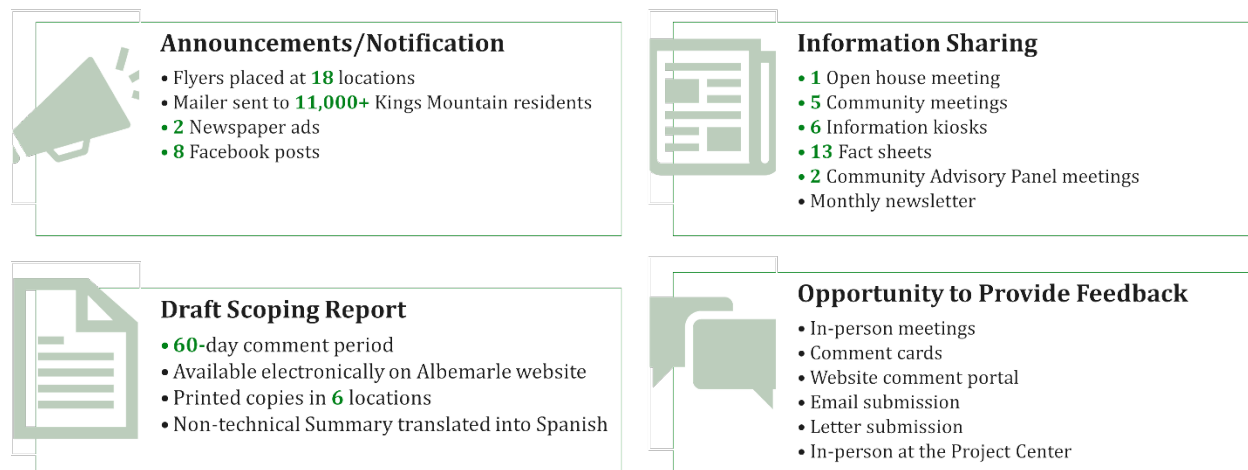 Announcements/Notification
• Flyers placed at 18 locations
• Mailer sent to 11,000+ Kings Mountain residents
• 2 Newspaper ads
• 8 Facebook posts
Information Sharing
• 1 Open house meeting
• 5 Community meetings
• 6 Information kiosks
• 13 Fact sheets
• 2 Community Advisory Panel meetings
• Monthly newsletter
Draft Scoping Report
• 60-day comment period
• Available electronically on Albemarle website
• Printed copies in 6 locations
• Non-technical Summary translated into Spanish
Opportunity to Provide Feedback
• In-person meetings
• Comment cards
• Website comment portal
• Email submission
• Letter submission
• In-person at the Project Center